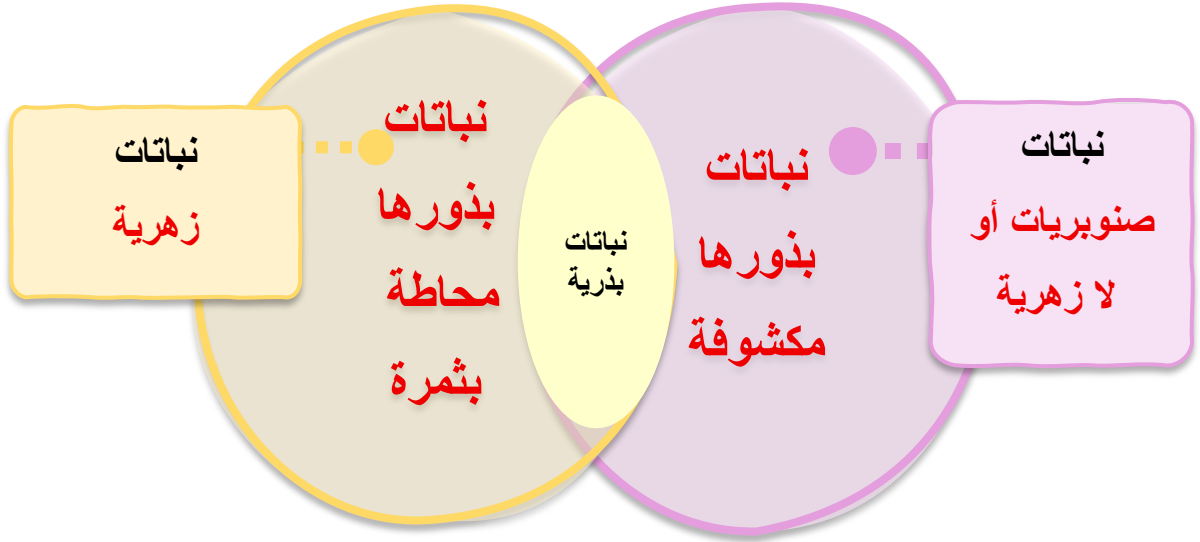 نباتات
صنوبريات أو
لا زهرية
نباتات
بذورها
مكشوفة
نباتات
بذرية
نباتات
بذورها
محاطة
بثمرة
نباتات
زهرية